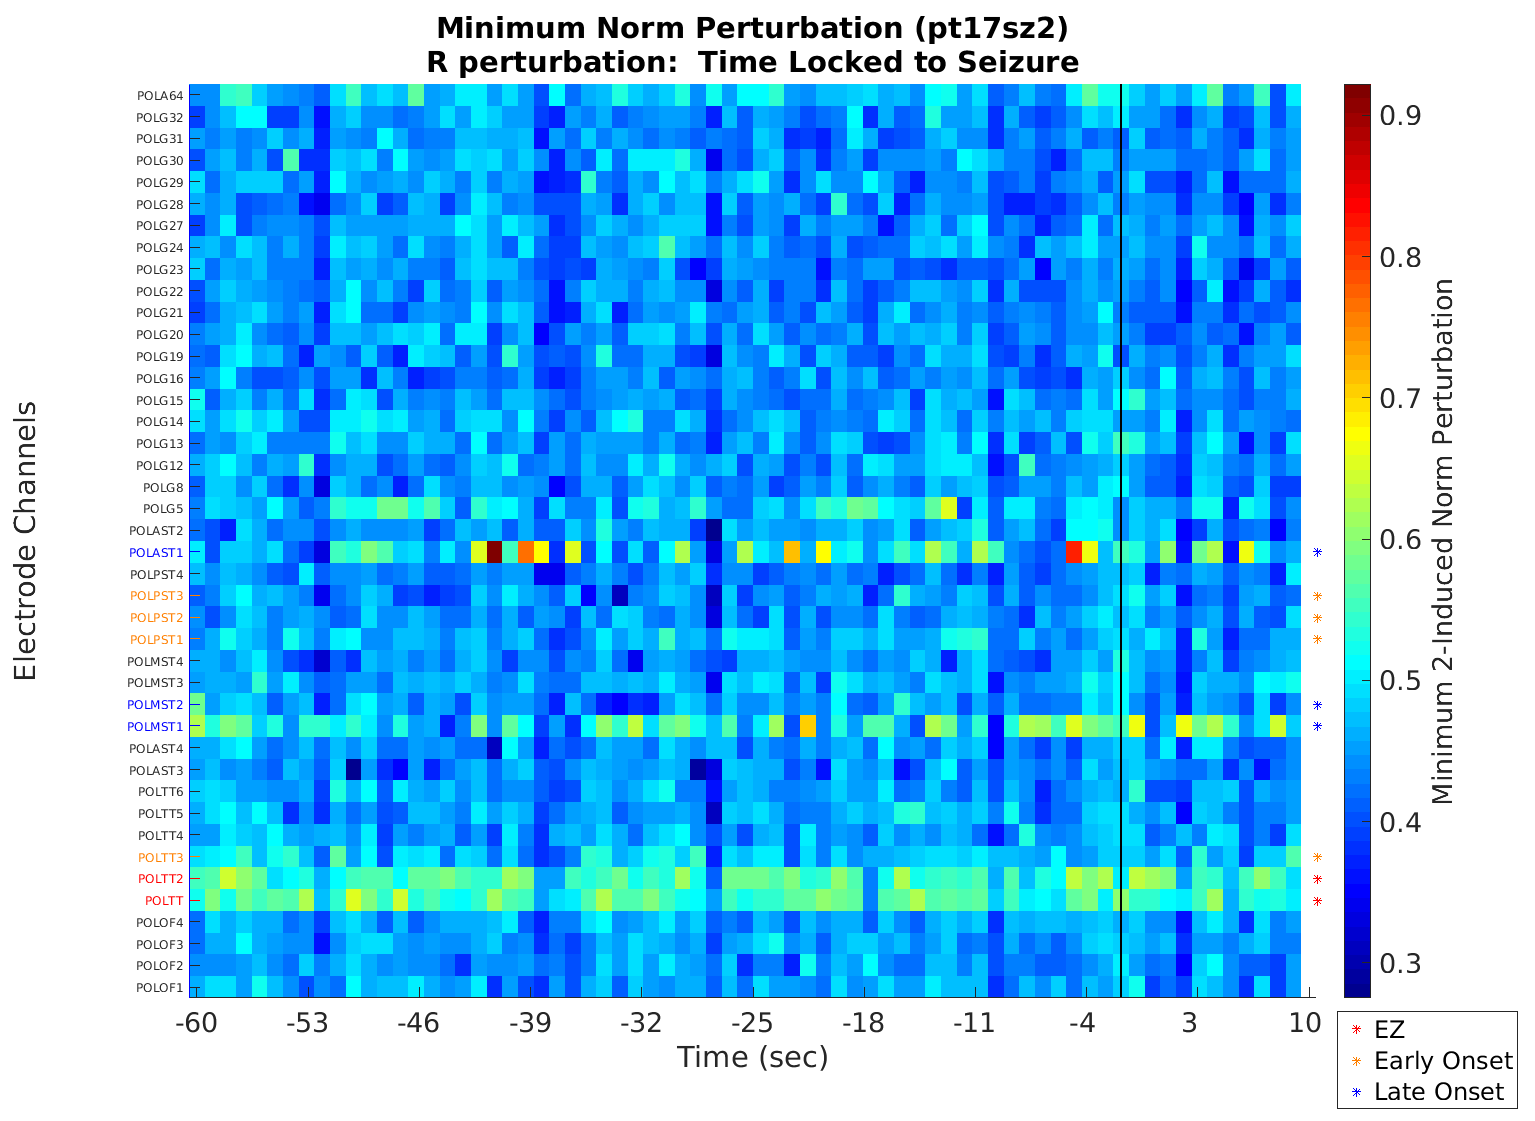 Minimum Norm Perturbation (pt17sz2)
R perturbation:  Time Locked to Seizure
Electrode Channels
POLA64
POLG32
POLG31
POLG30
POLG29
POLG28
POLG27
POLG24
POLG23
POLG22
POLG21
POLG20
POLG19
POLG16
POLG15
POLG14
POLG13
POLG12
POLG8
POLG5
POLAST2
POLAST1
POLPST4
POLPST3
POLPST2
POLPST1
POLMST4
POLMST3
POLMST2
POLMST1
POLAST4
POLAST3
POLTT6
POLTT5
POLTT4
POLTT3
POLTT2
POLTT
POLOF4
POLOF3
POLOF2
POLOF1
-60 -53 -46 -39 -32 -25 -18 -11 -4 3 10
Time (sec)
0.9
0.8
0.7
0.6
0.5
0.4
0.3
Minimum 2-Induced Norm Perturbation
EZ
Early Onset
Late Onset